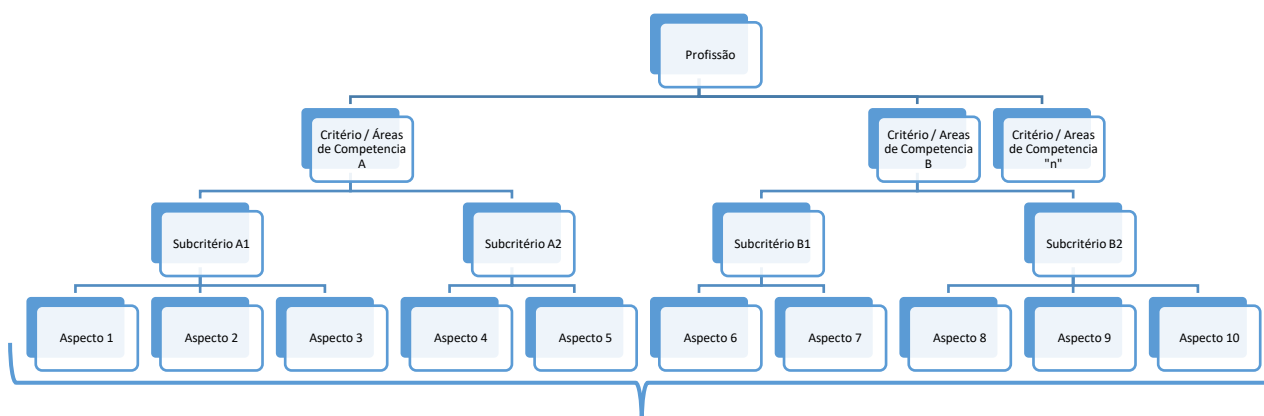 Profissão
Critério / Áreas
de Competencia
A
Critério / Areas
de Competencia
B
Critério / Areas
de Competencia
"n"
Subcritério A1
Subcritério A2
Subcritério B1
Subcritério B2
Aspecto 1
Aspecto 2
Aspecto 3
Aspecto 4
Aspecto 5
Aspecto 6
Aspecto 7
Aspecto 8
Aspecto 9
Aspecto 10